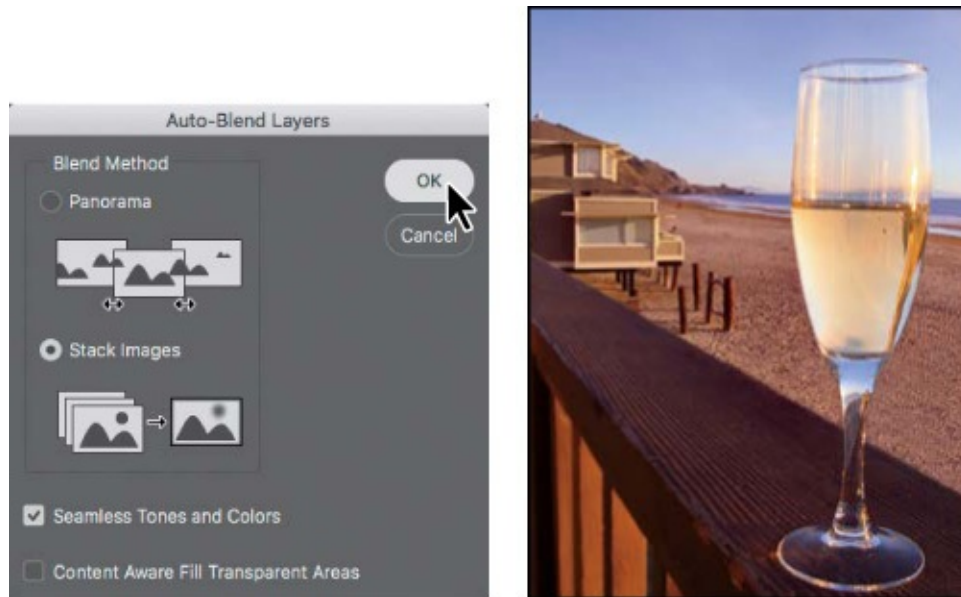 Auto-Blend Layers
Blend Method
Panorama
OK
Cancel
Stack Images
Seamless Tones and Colors
Content Aware Fill Transparent Areas